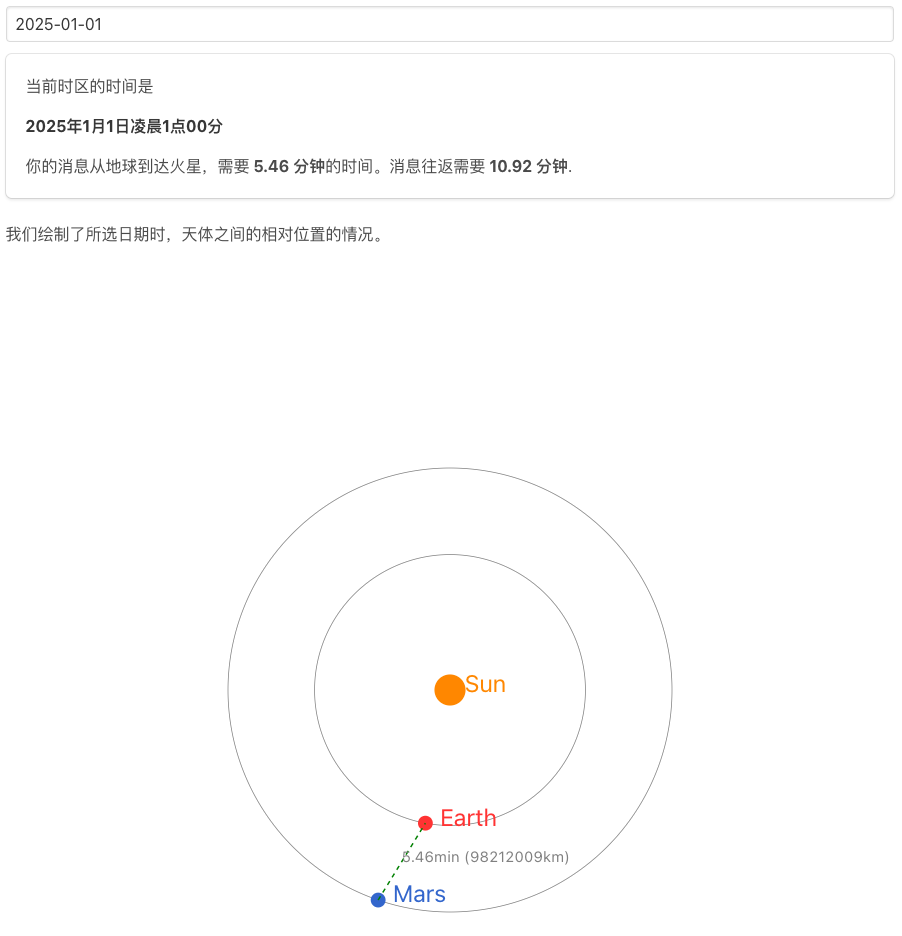 2025-01-01
当前时区的时间是
2025年1月1日凌晨1点00分
你的消息从地球到达火星，需要 5.46 分钟的时间。消息往返需要 10.92 分钟.
我们绘制了所选日期时，天体之间的相对位置的情况。
Sun
Earth
5.46min (98212009km)
Mars